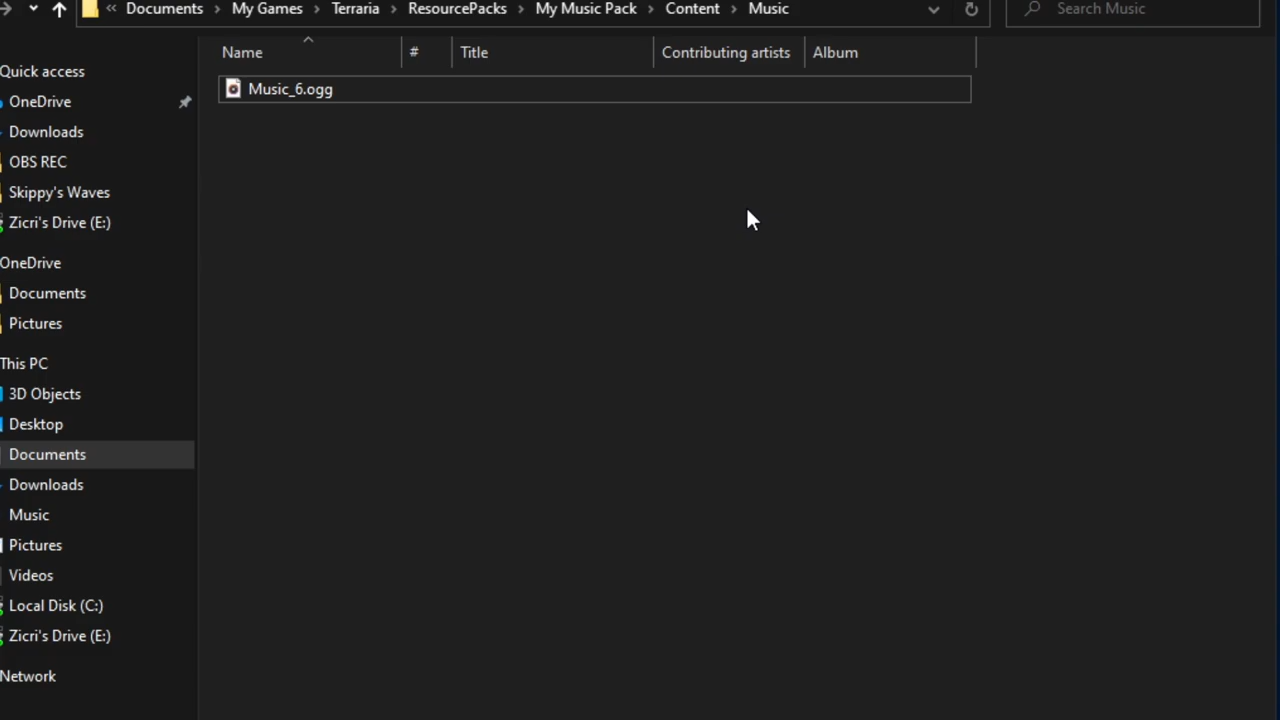 Documents > My Games > Terraria > ResourcePacks > My Music Pack > Content > Music
Search Music
Name # Title Contributing artists Album
Music_6.ogg
Quick access
OneDrive
Downloads
OBS REC
Skippy's Waves
Zicri's Drive (E:)
OneDrive
Documents
Pictures
This PC
3D Objects
Desktop
Documents
Downloads
Music
Pictures
Videos
Local Disk (C:)
Zicri's Drive (E:)
Network